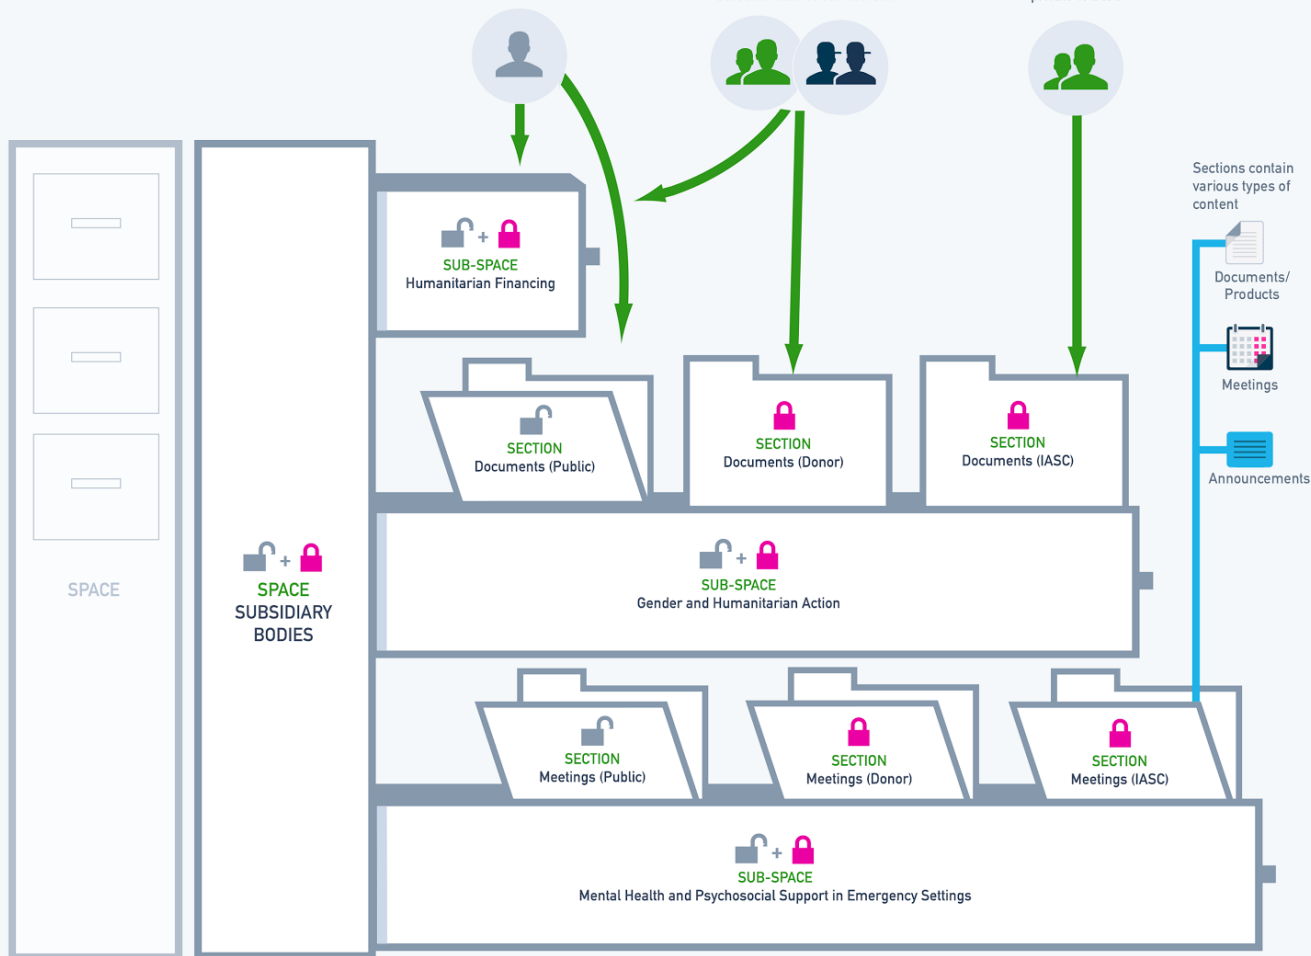 Sections contain
various types of
content
Documents/
Products
Meetings
Announcements
SPACE
+
SPACE
SUBSIDIARY
BODIES
+
SUB-SPACE
Humanitarian Financing
SECTION
Documents (Public)
SECTION
Documents (Donor)
SECTION
Documents (IASC)
+
SUB-SPACE
Gender and Humanitarian Action
SECTION
Meetings (Public)
SECTION
Meetings (Donor)
SECTION
Meetings (IASC)
+
SUB-SPACE
Mental Health and Psychosocial Support in Emergency Settings